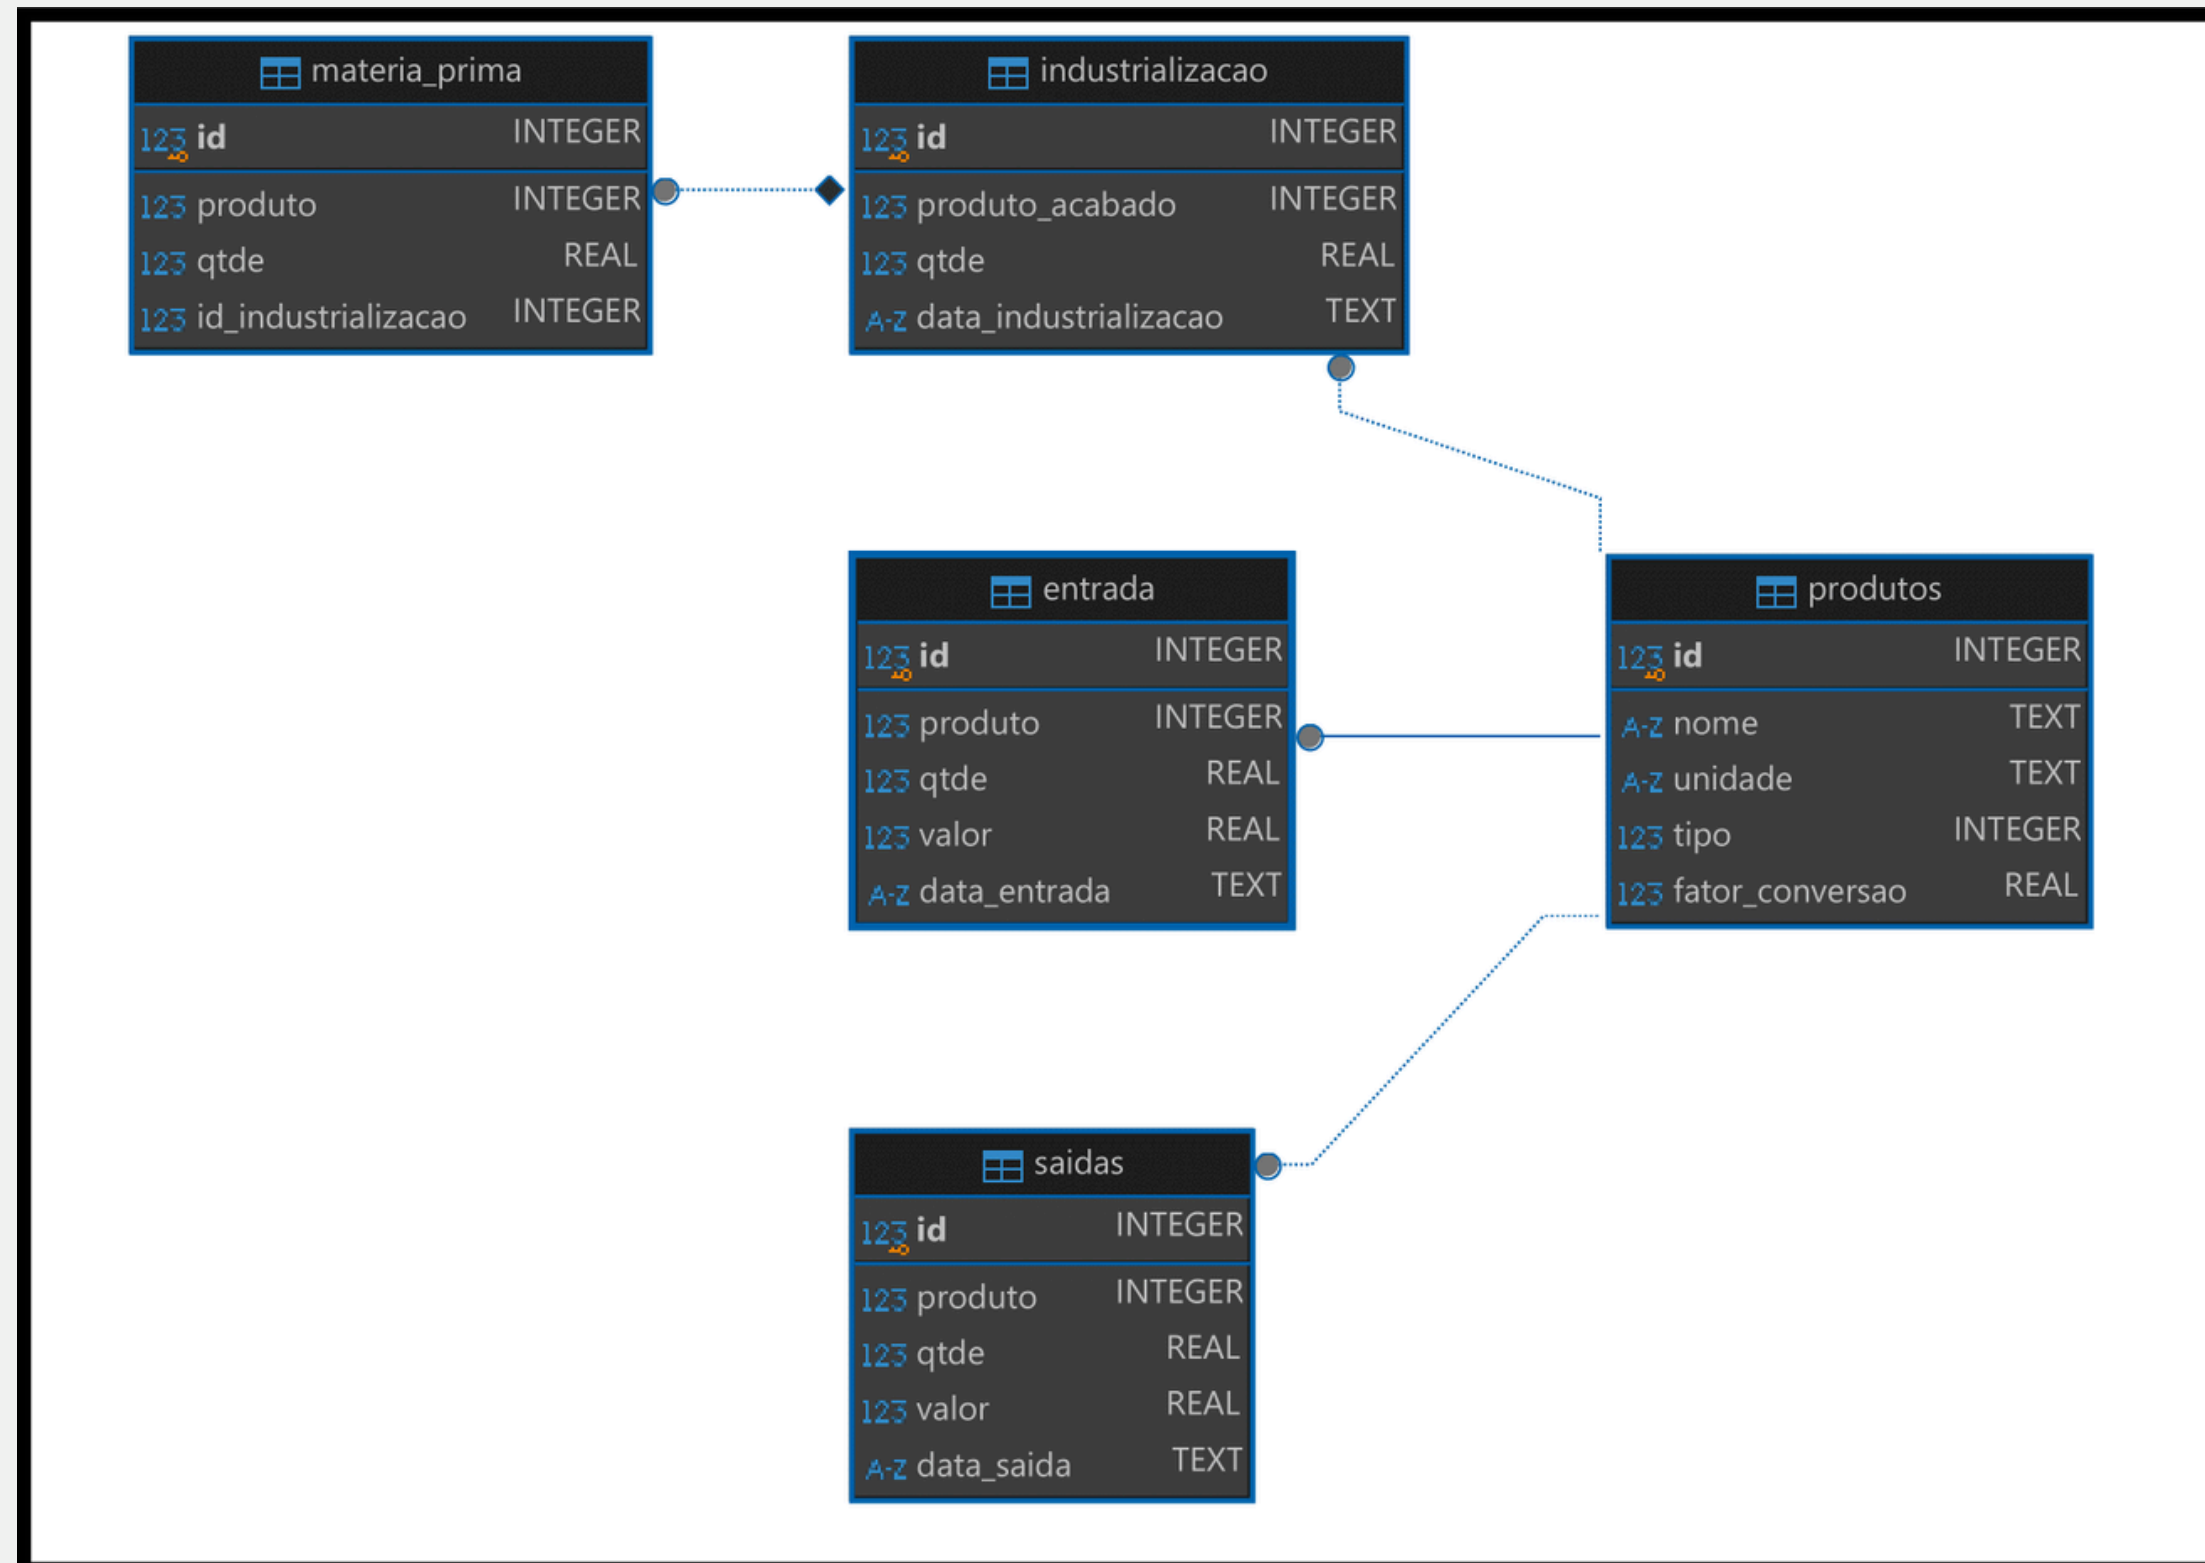 materia_prima
id INTEGER
produto INTEGER
qtde REAL
id_industrializacao INTEGER
industrializacao
id INTEGER
produto_acabado INTEGER
qtde REAL
data_industrializacao TEXT
entrada
id INTEGER
produto INTEGER
qtde REAL
valor REAL
data_entrada TEXT
produtos
id INTEGER
nome TEXT
unidade TEXT
tipo INTEGER
fator_conversao REAL
saidas
id INTEGER
produto INTEGER
qtde REAL
valor REAL
data_saida TEXT